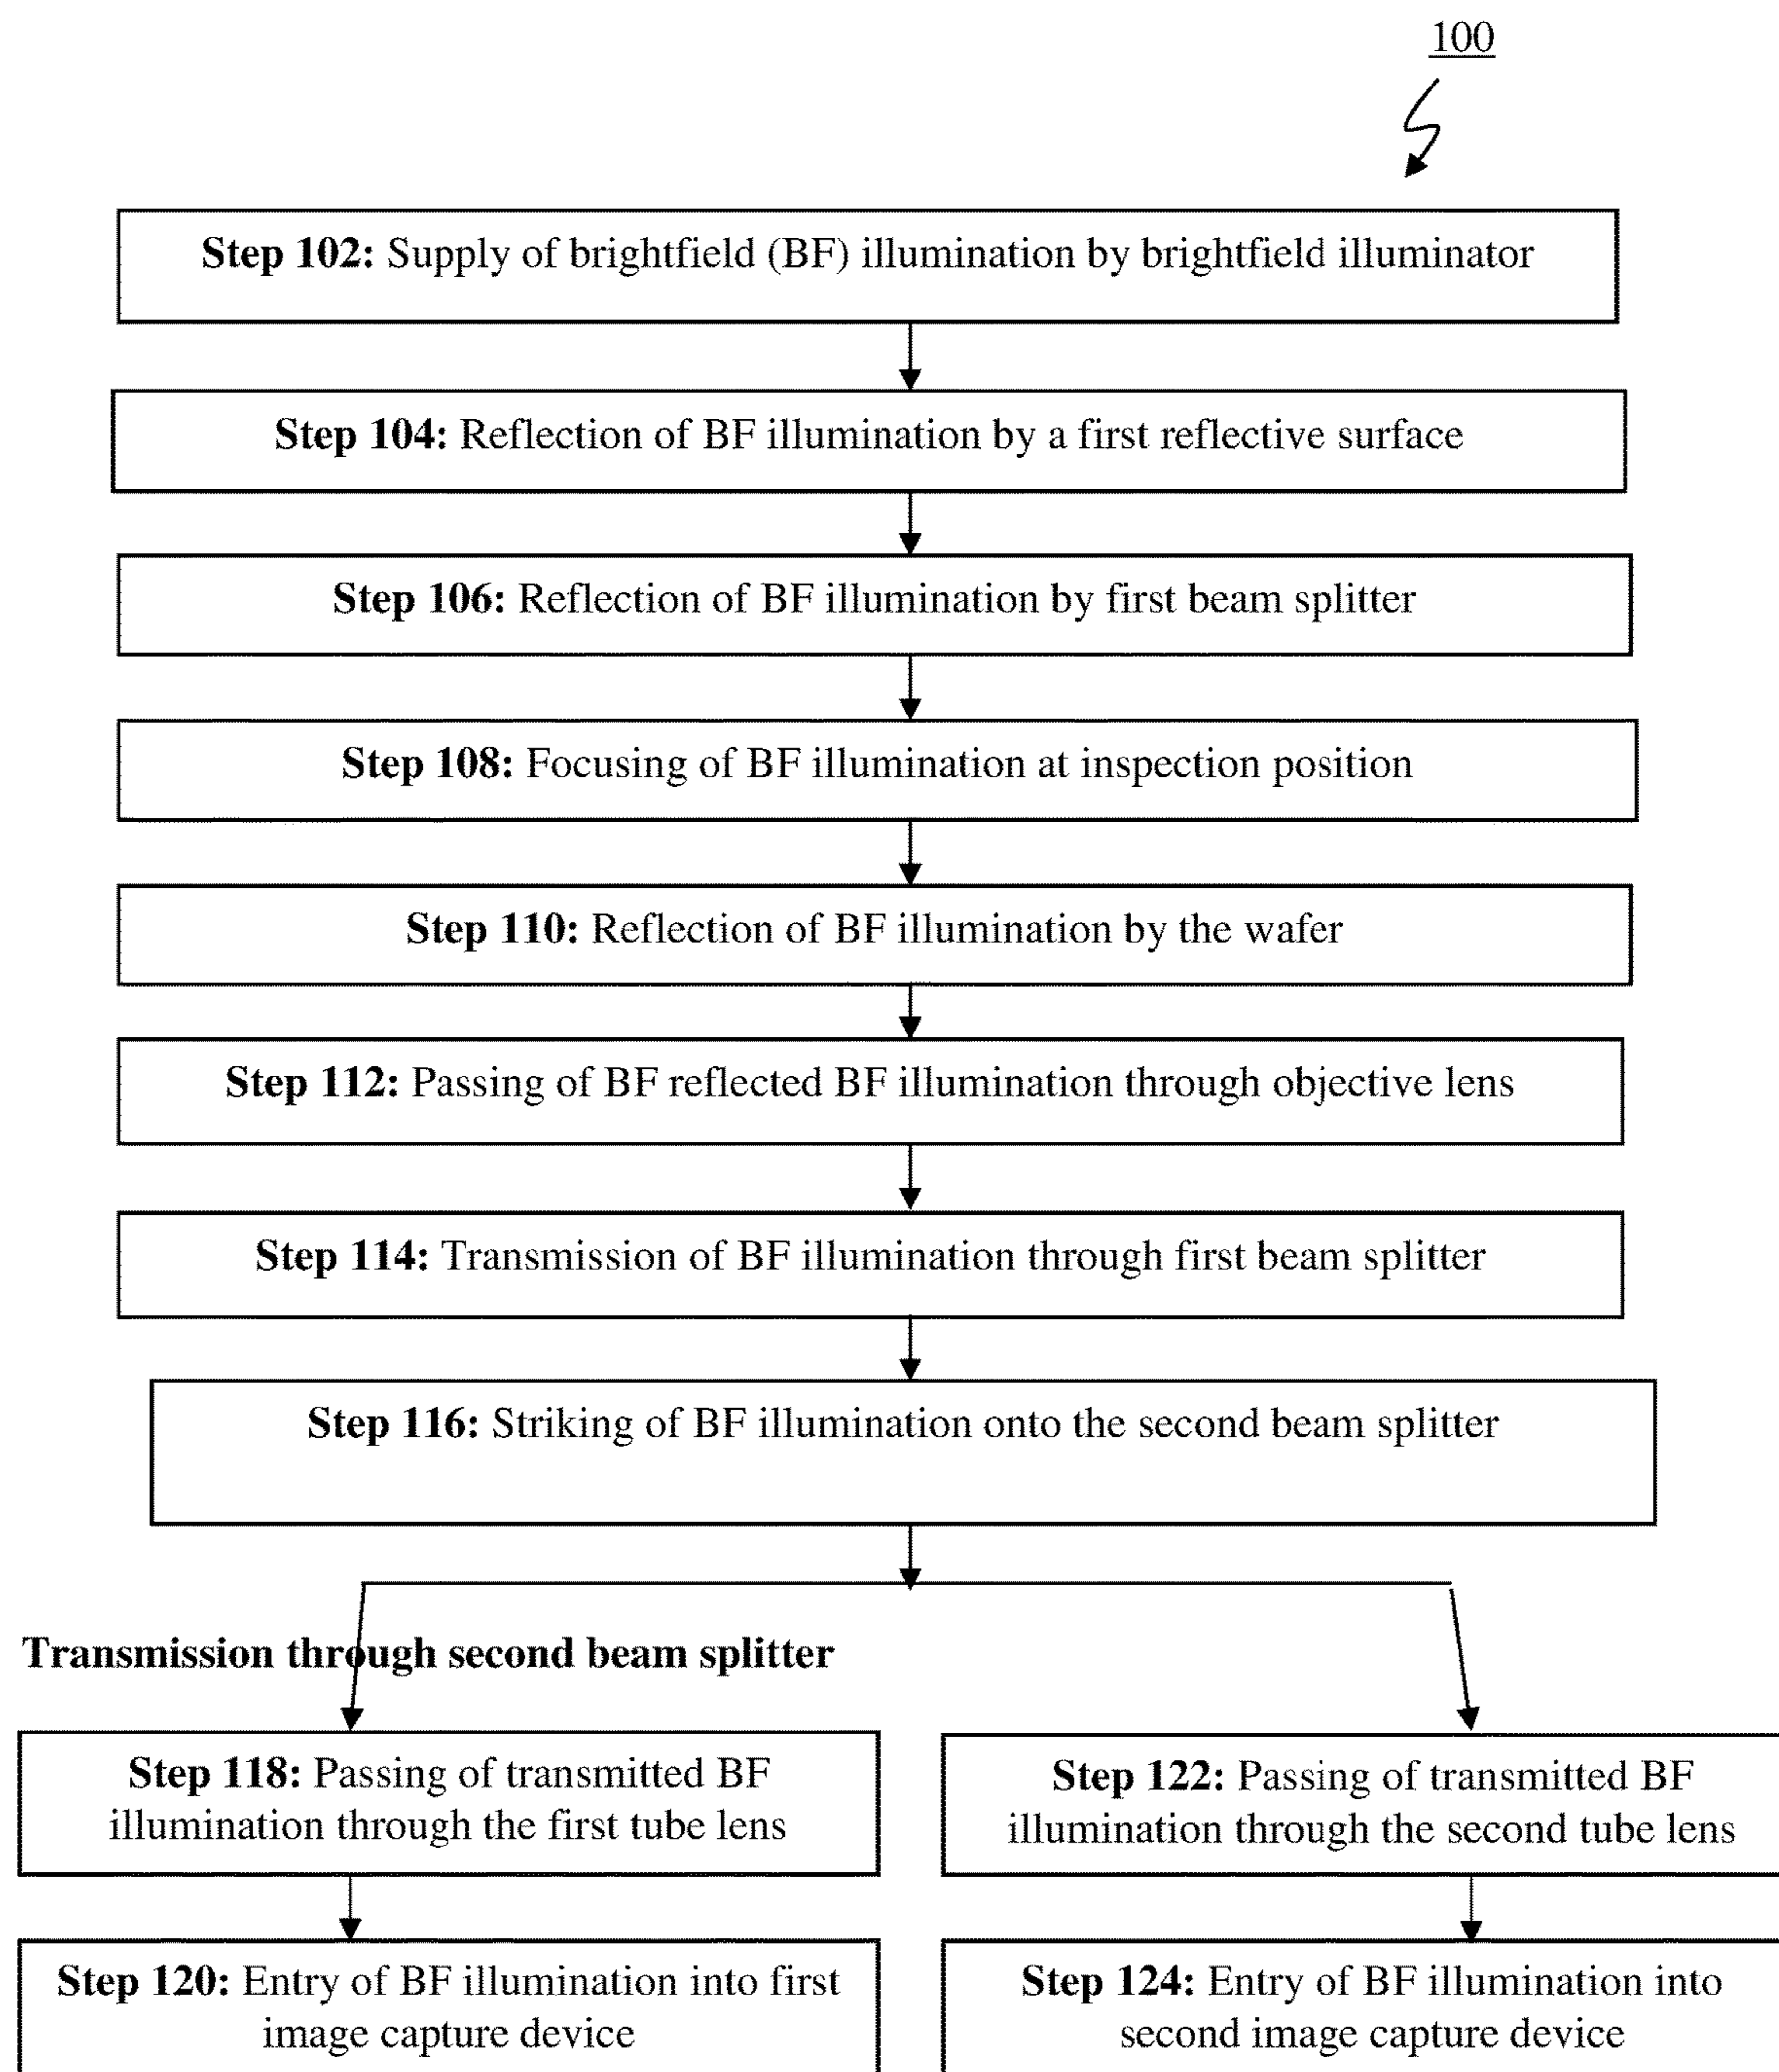 100
Step 102: Supply of brightfield (BF) illumination by brightfield illuminator
Step 104: Reflection of BF illumination by a first reflective surface
Step 106: Reflection of BF illumination by first beam splitter
Step 108: Focusing of BF illumination at inspection position
Step 110: Reflection of BF illumination by the wafer
Step 112: Passing of BF reflected BF illumination through objective lens
Step 114: Transmission of BF illumination through first beam splitter
Step 116: Striking of BF illumination onto the second beam splitter
Transmission through second beam splitter
Step 118: Passing of transmitted BF
illumination through the first tube lens
Step 122: Passing of transmitted BF
illumination through the second tube lens
Step 120: Entry of BF illumination into first
image capture device
Step 124: Entry of BF illumination into
second image capture device